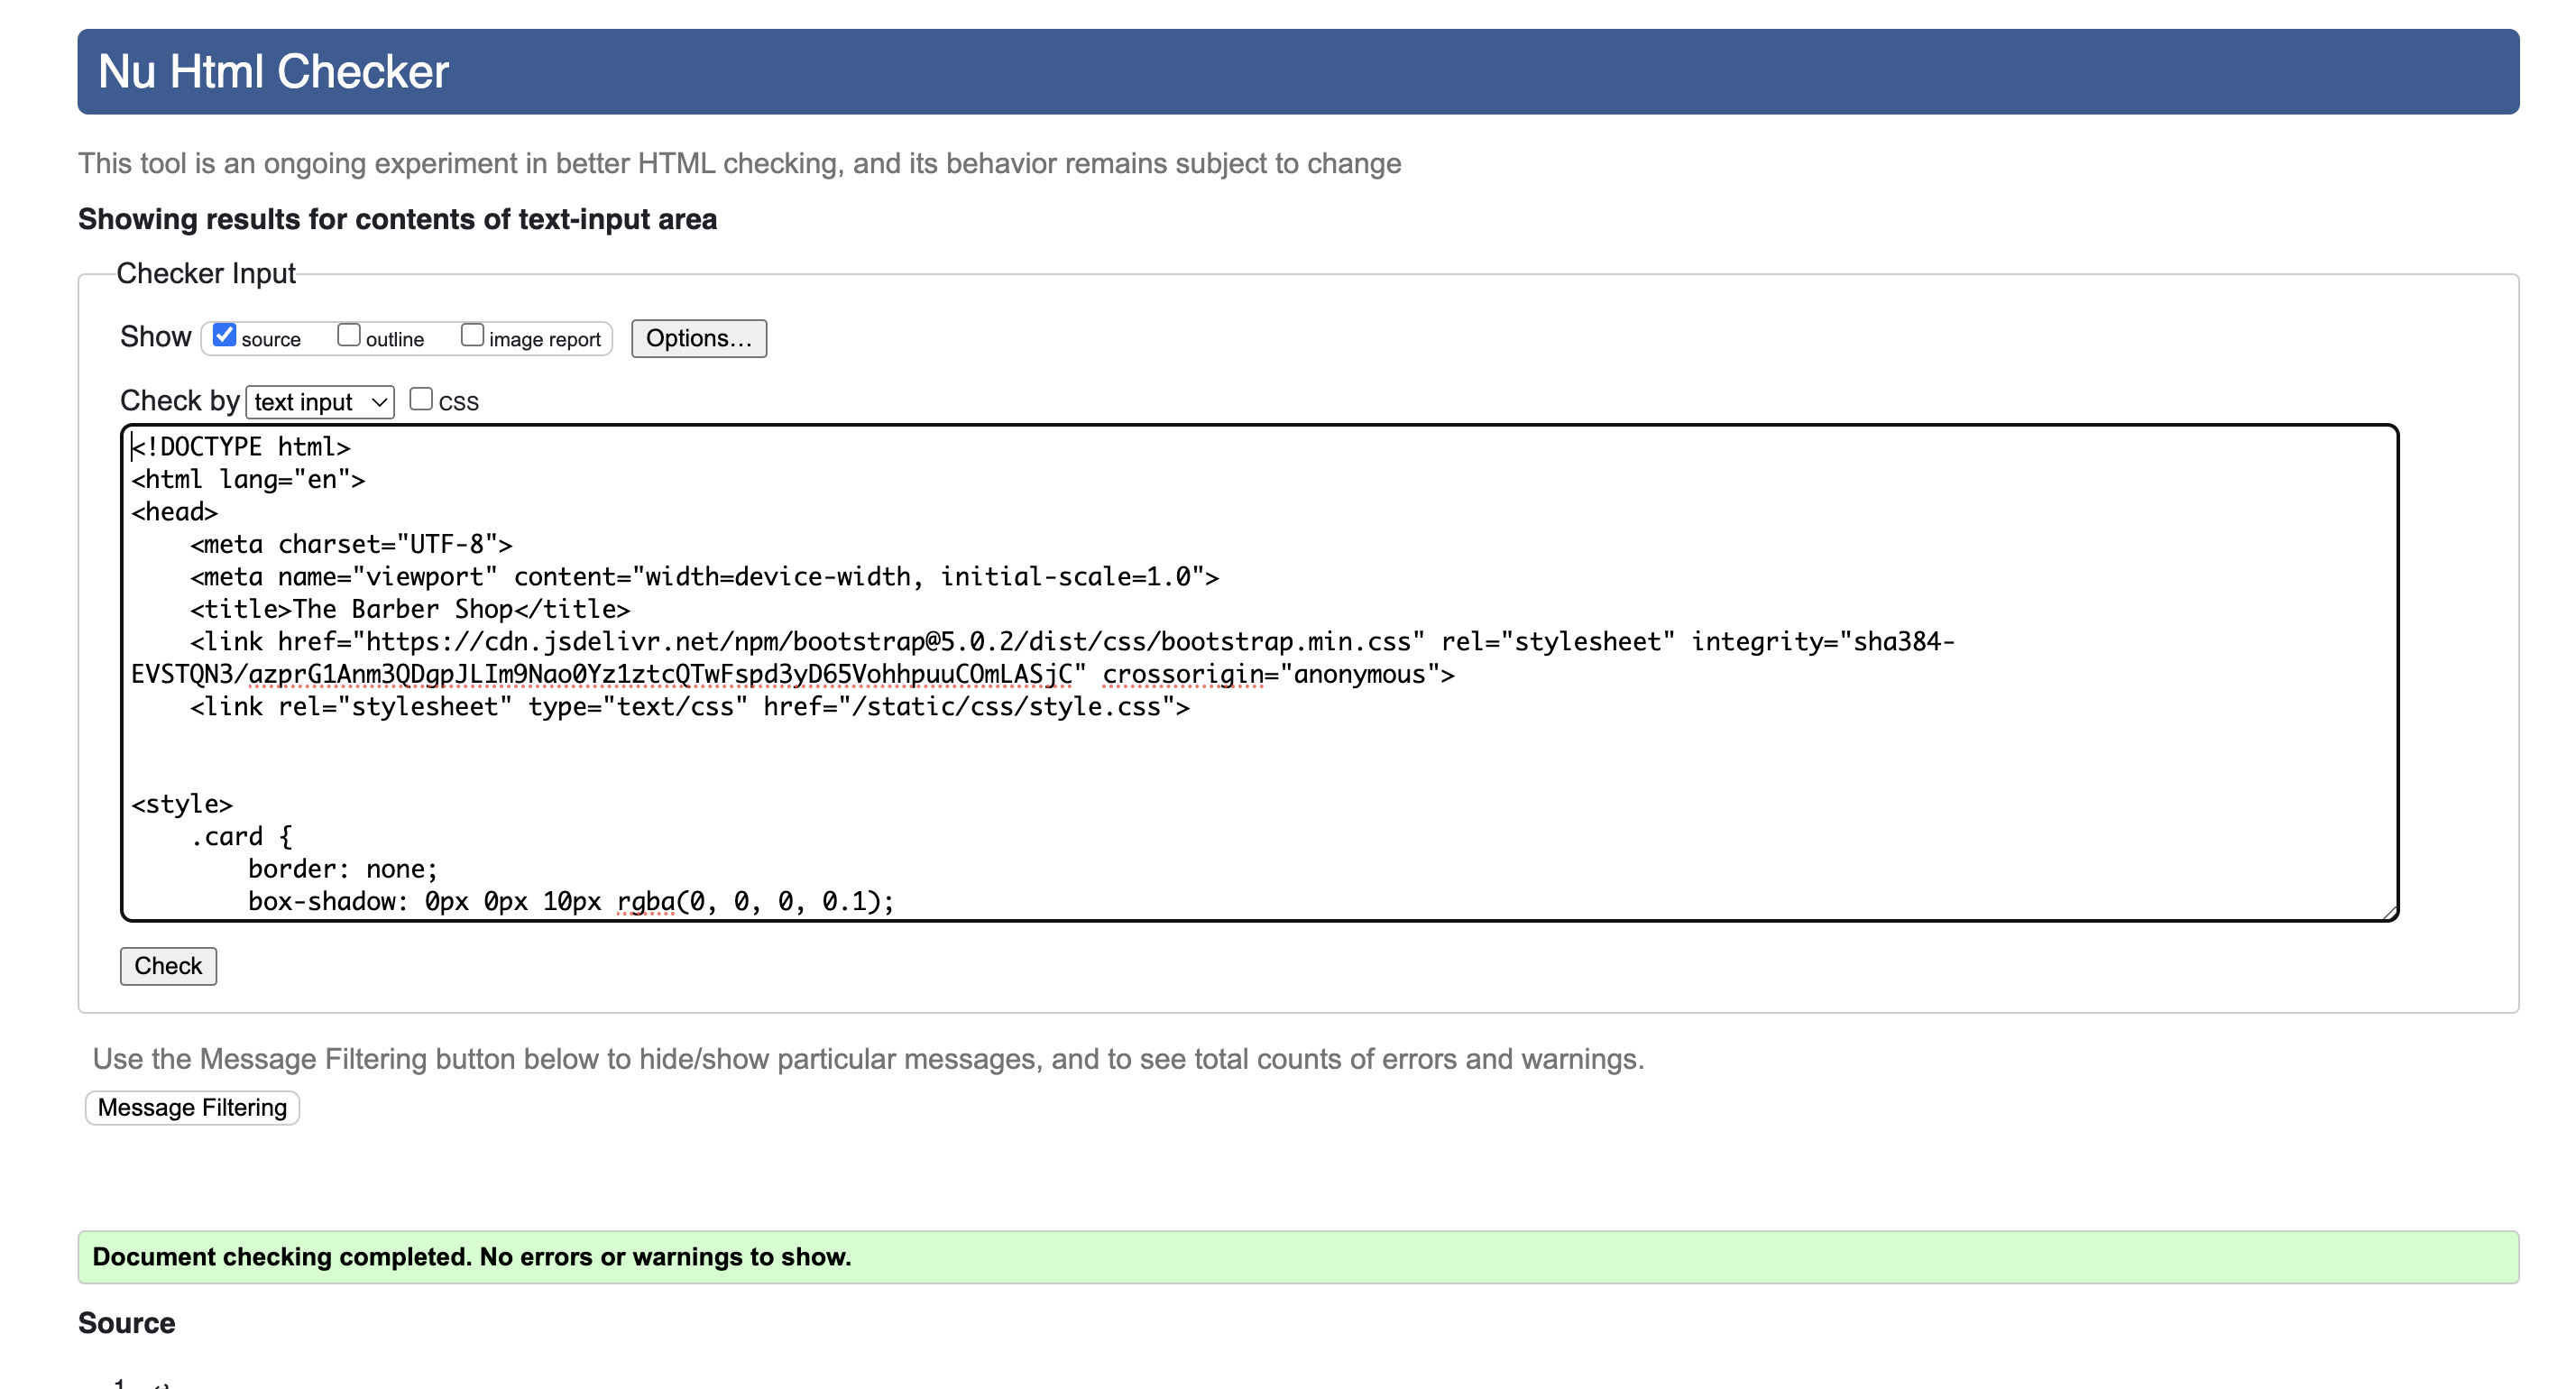 Nu Html Checker
This tool is an ongoing experiment in better HTML checking, and its behavior remains subject to change
Showing results for contents of text-input area
Checker Input
Show source outline image report Options...
Check by text input CSS
<!DOCTYPE html>
<html lang="en">
<head>
    <meta charset="UTF-8">
    <meta name="viewport" content="width=device-width, initial-scale=1.0">
    <title>The Barber Shop</title>
    <link href="https://cdn.jsdelivr.net/npm/bootstrap@5.0.2/dist/css/bootstrap.min.css" rel="stylesheet" integrity="sha384-
EVSTQN3/azprG1Anm3QDgpJLIm9Nao0Yz1ztcQTwFspd3yD65VohhpuuCOmLASjC" crossorigin="anonymous">
    <link rel="stylesheet" type="text/css" href="/static/css/style.css">
<style>
    .card {
        border: none;
        box-shadow: 0px 0px 10px rgba(0, 0, 0, 0.1);
Check
Use the Message Filtering button below to hide/show particular messages, and to see total counts of errors and warnings.
Message Filtering
Document checking completed. No errors or warnings to show.
Source